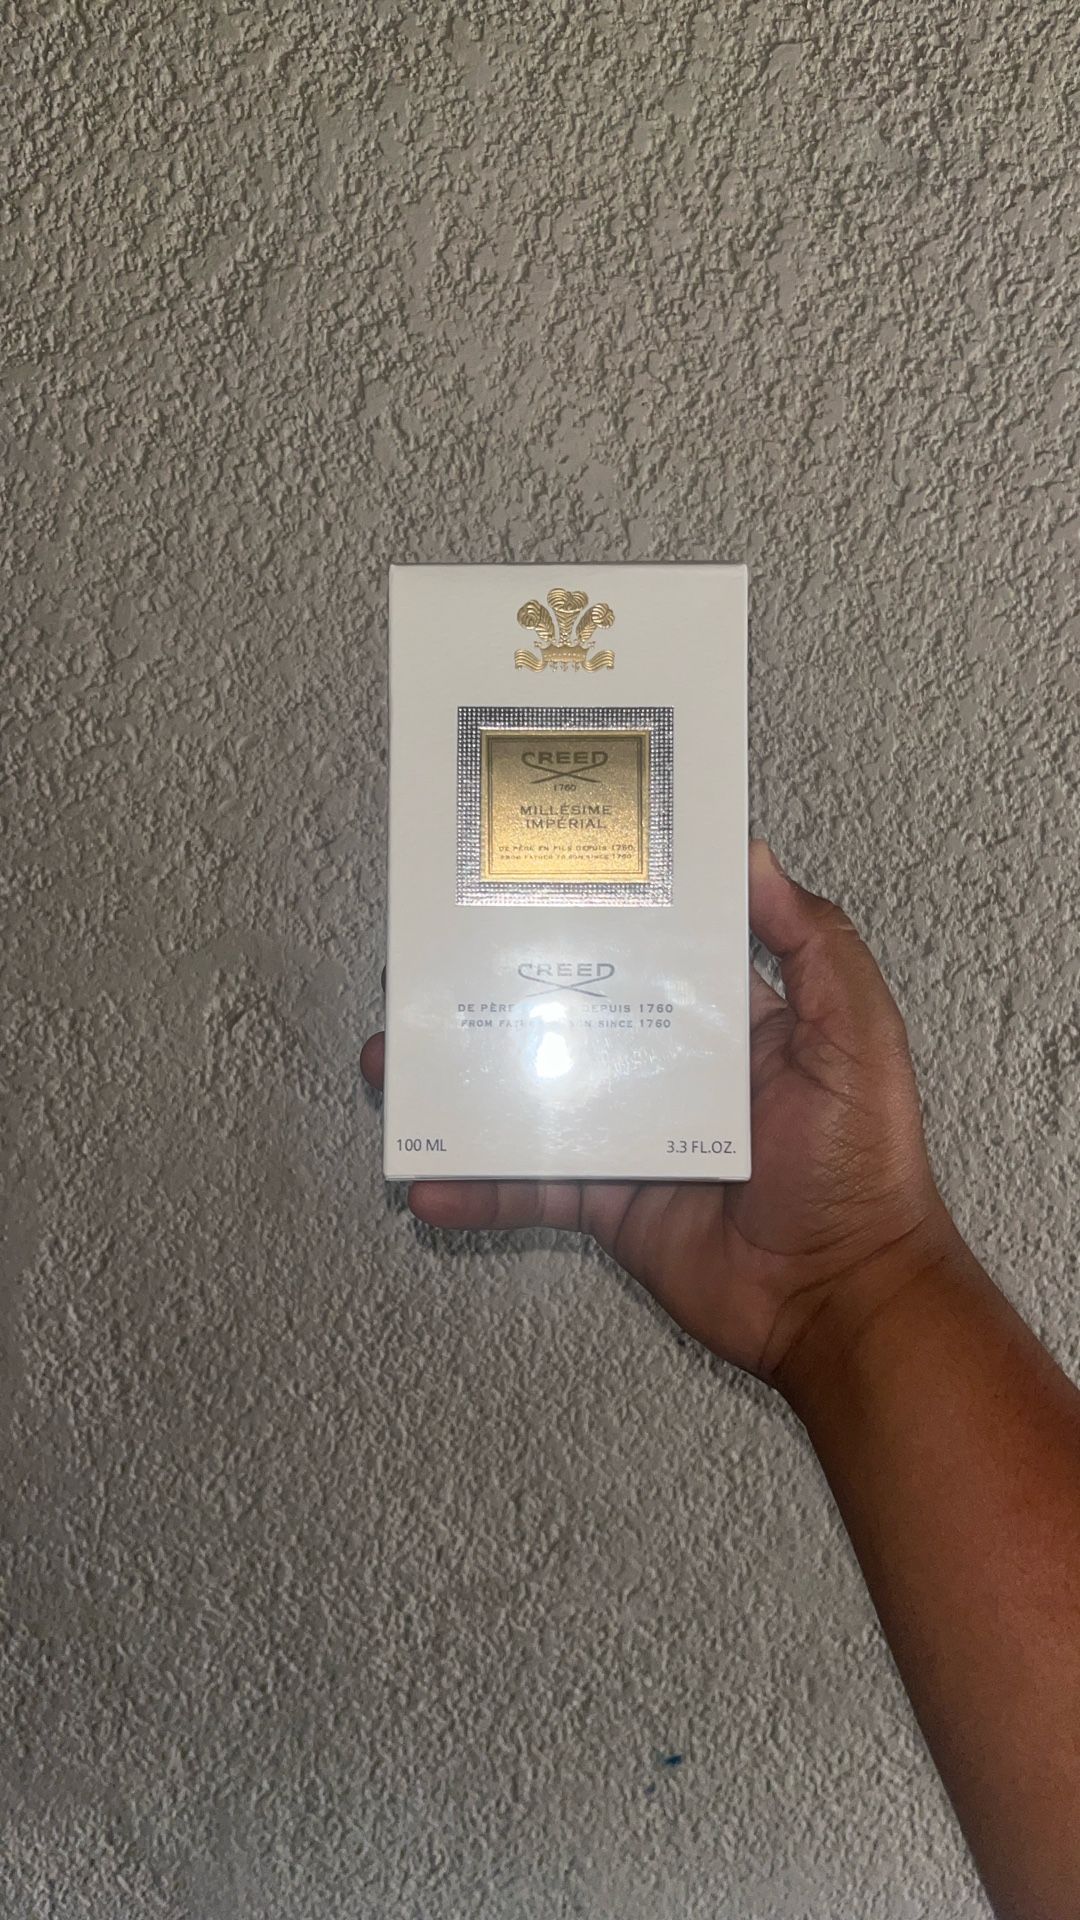 CREED
1760
MILLÉSIME
IMPÉRIAL
DE PÈRE EN FILS DEPUIS 1760
FROM FATHER TO SON SINCE 1760
CREED
DE PÈRE DEPUIS 1760
FROM SON SINCE 1760
100 ML
3.3 FL.OZ.